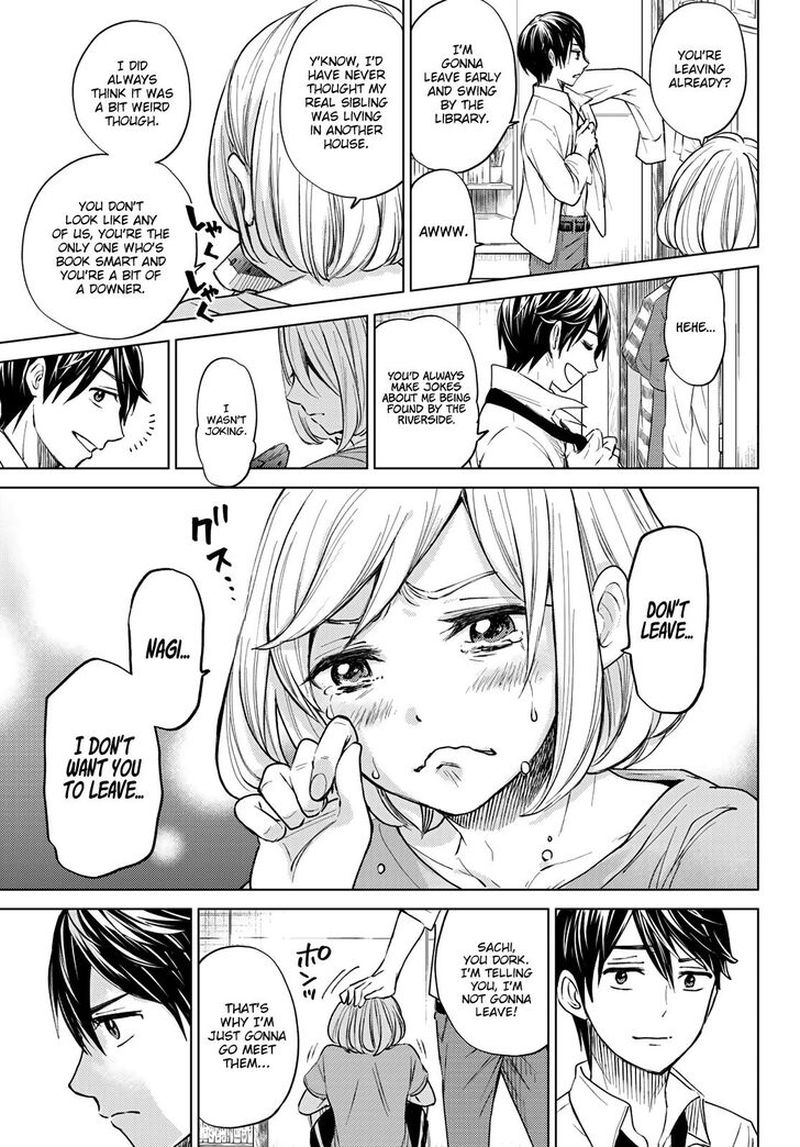 YOU'RE
LEAVING
ALREADY?
I'M
GONNA
LEAVE EARLY
AND SWING
BY THE
LIBRARY.
AWWW.
Y'KNOW, I'D
HAVE NEVER
THOUGHT MY
REAL SIBLING
WAS LIVING
IN ANOTHER
HOUSE.
I DID
ALWAYS
THINK IT WAS
A BIT WEIRD
THOUGH.
YOU DON'T
LOOK LIKE ANY
OF US, YOU'RE THE
ONLY ONE WHO'S
BOOK SMART AND
YOU'RE A BIT OF
A DOWNER.
しゃく
しゃく
HEHE...
YOU'D ALWAYS
MAKE JOKES
ABOUT ME BEING
FOUND BY THE
RIVERSIDE.
I
WASN'T
JOKING.
DON'T
LEAVE...
グス…
NAGI...
I DON'T
WANT YOU
TO LEAVE...
SACHI,
YOU DORK.
I'M TELLING
YOU, I'M
NOT GONNA
LEAVE!
ポンッ
THAT'S
WHY I'M
JUST GONNA
GO MEET
THEM...